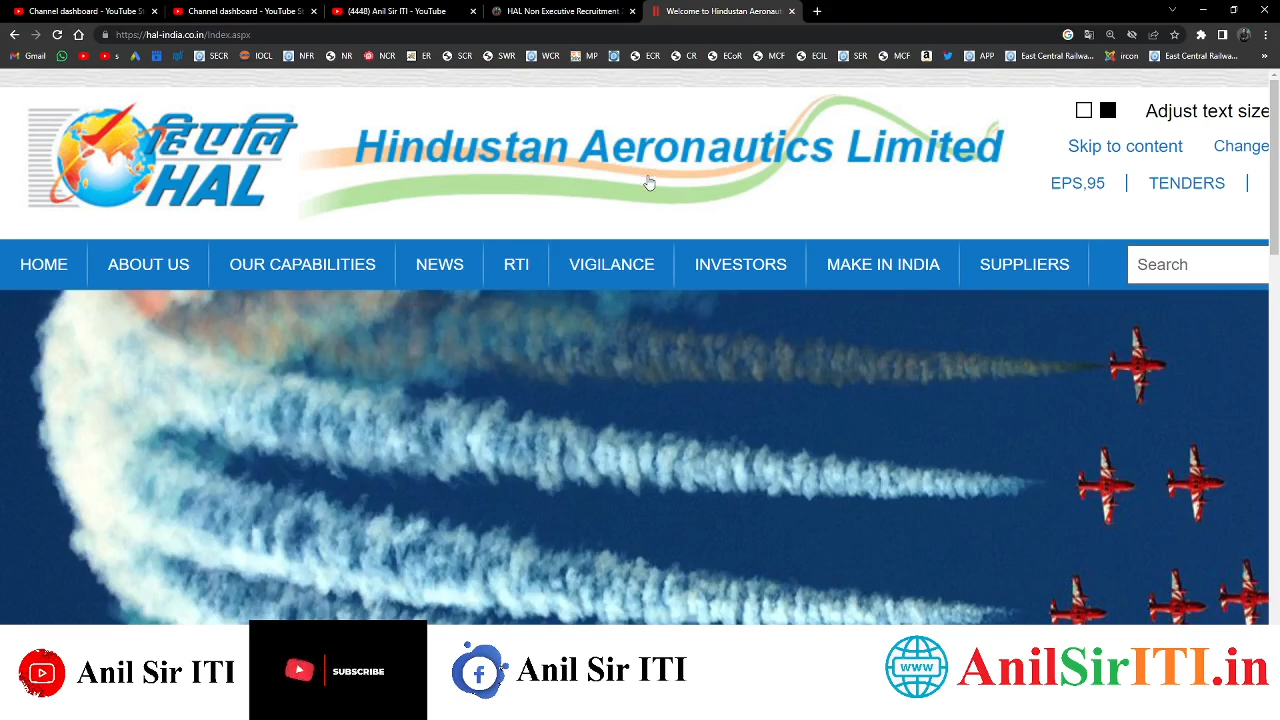 Channel dashboard - YouTube St
Channel dashboard - YouTube St
(4448) Anil Sir ITI - YouTube
HAL Non Executive Recruitment
Welcome to Hindustan Aeronaut
https://hal-india.co.in/Index.aspx
Gmail
s
SECR
IOCL
NFR
NR
NCR
ER
SCR
SWR
WCR
MP
ECR
CR
ECoR
MCF
ECIL
SER
MCF
APP
East Central Railwa...
ircon
East Central Railwa...
हिएलि
HAL
Hindustan Aeronautics Limited
Adjust text size
Skip to content
Change
EPS,95
TENDERS
HOME
ABOUT US
OUR CAPABILITIES
NEWS
RTI
VIGILANCE
INVESTORS
MAKE IN INDIA
SUPPLIERS
Search
Anil Sir ITI
SUBSCRIBE
f
Anil Sir ITI
WWW
AnilSirITI.in